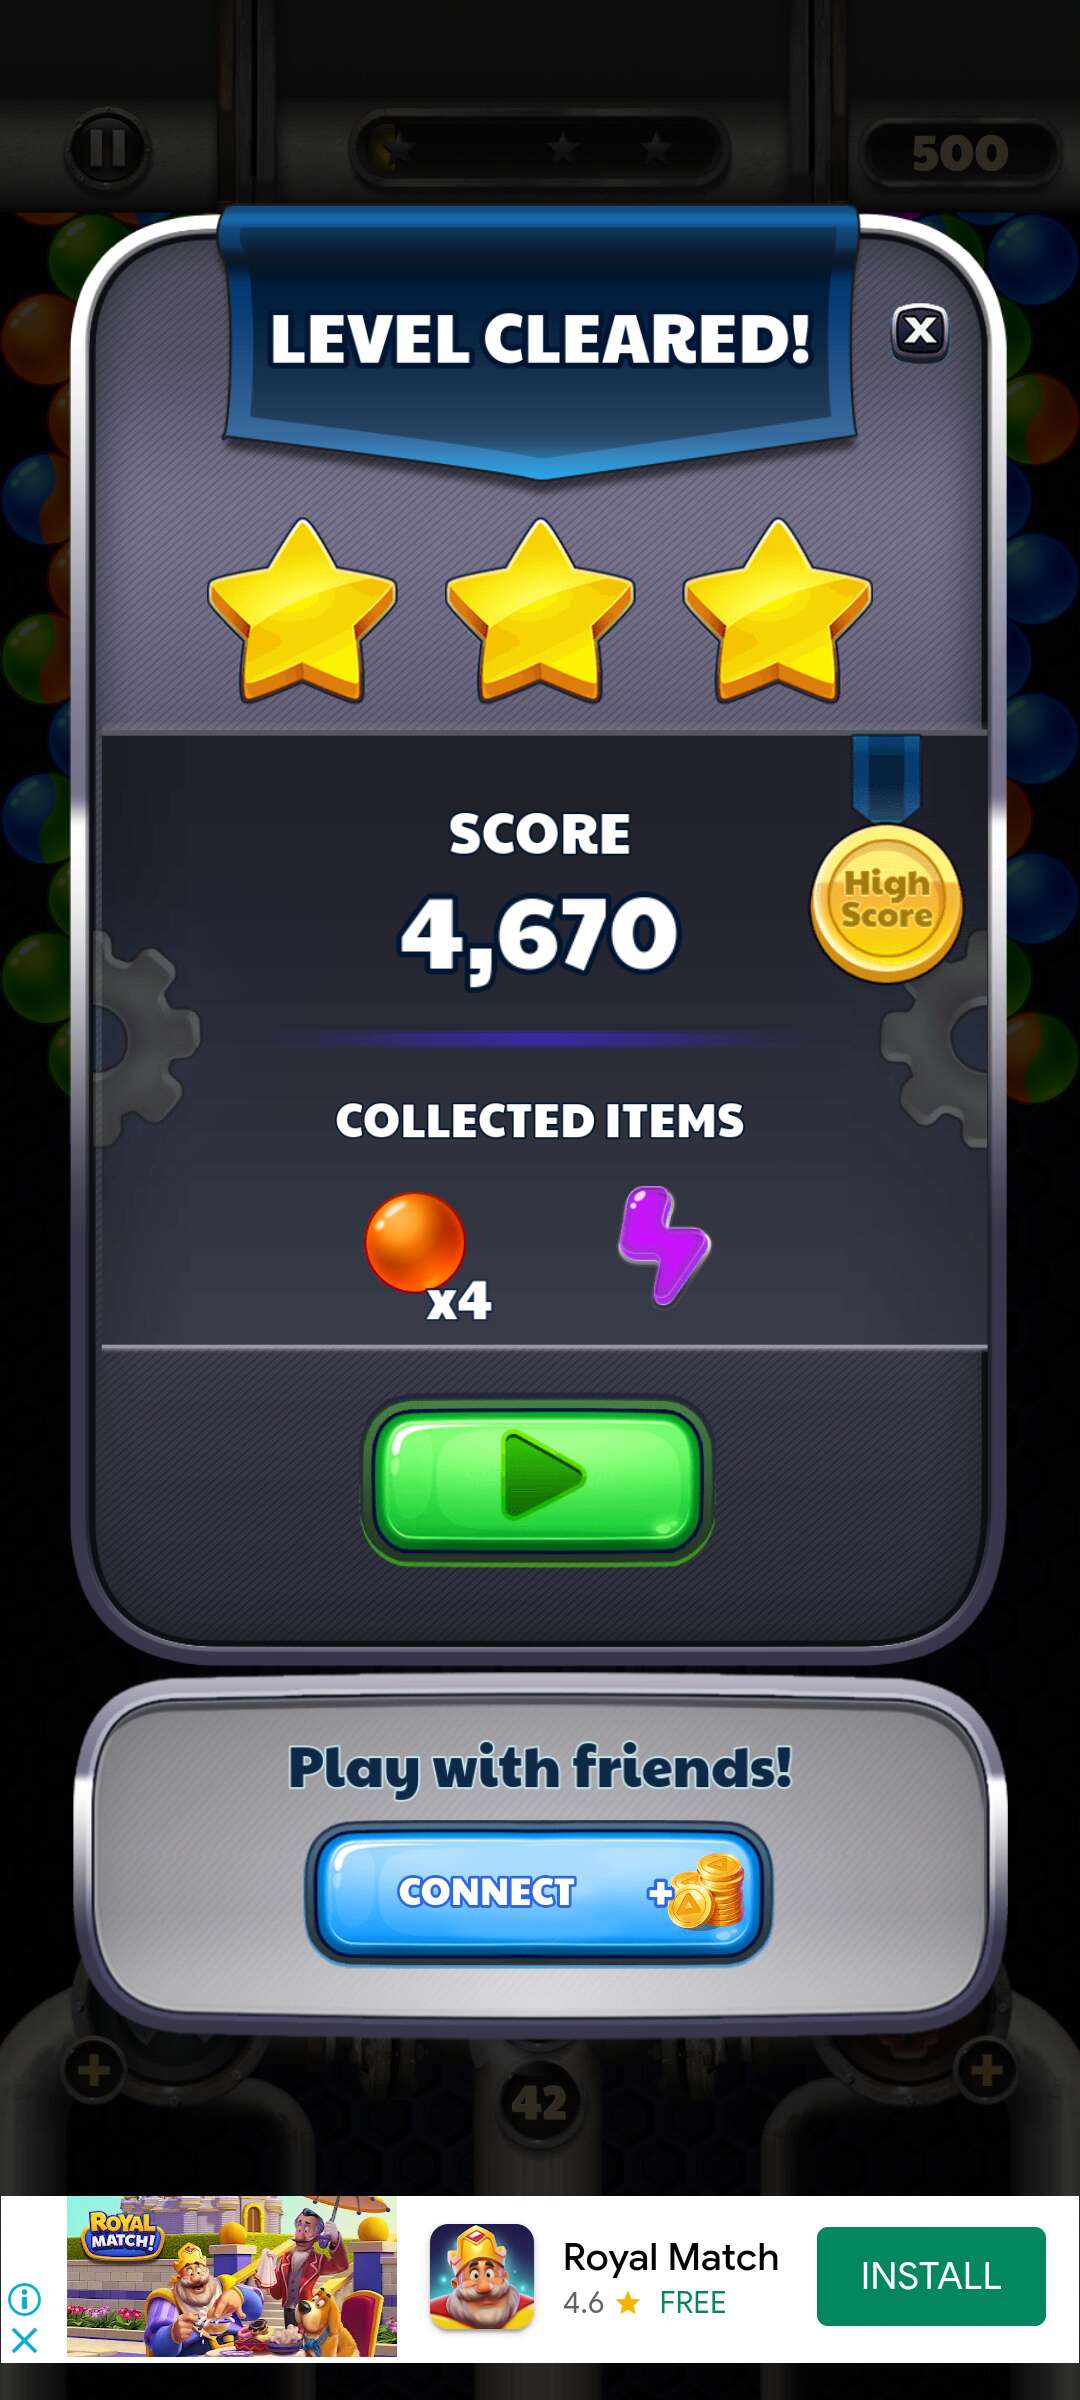 500
LEVEL CLEARED!
X
SCORE
4,670
High
Score
COLLECTED ITEMS
x4
Play with friends!
CONNECT +
42
ROYAL
MATCH!
Royal Match
4.6 ★ FREE
INSTALL